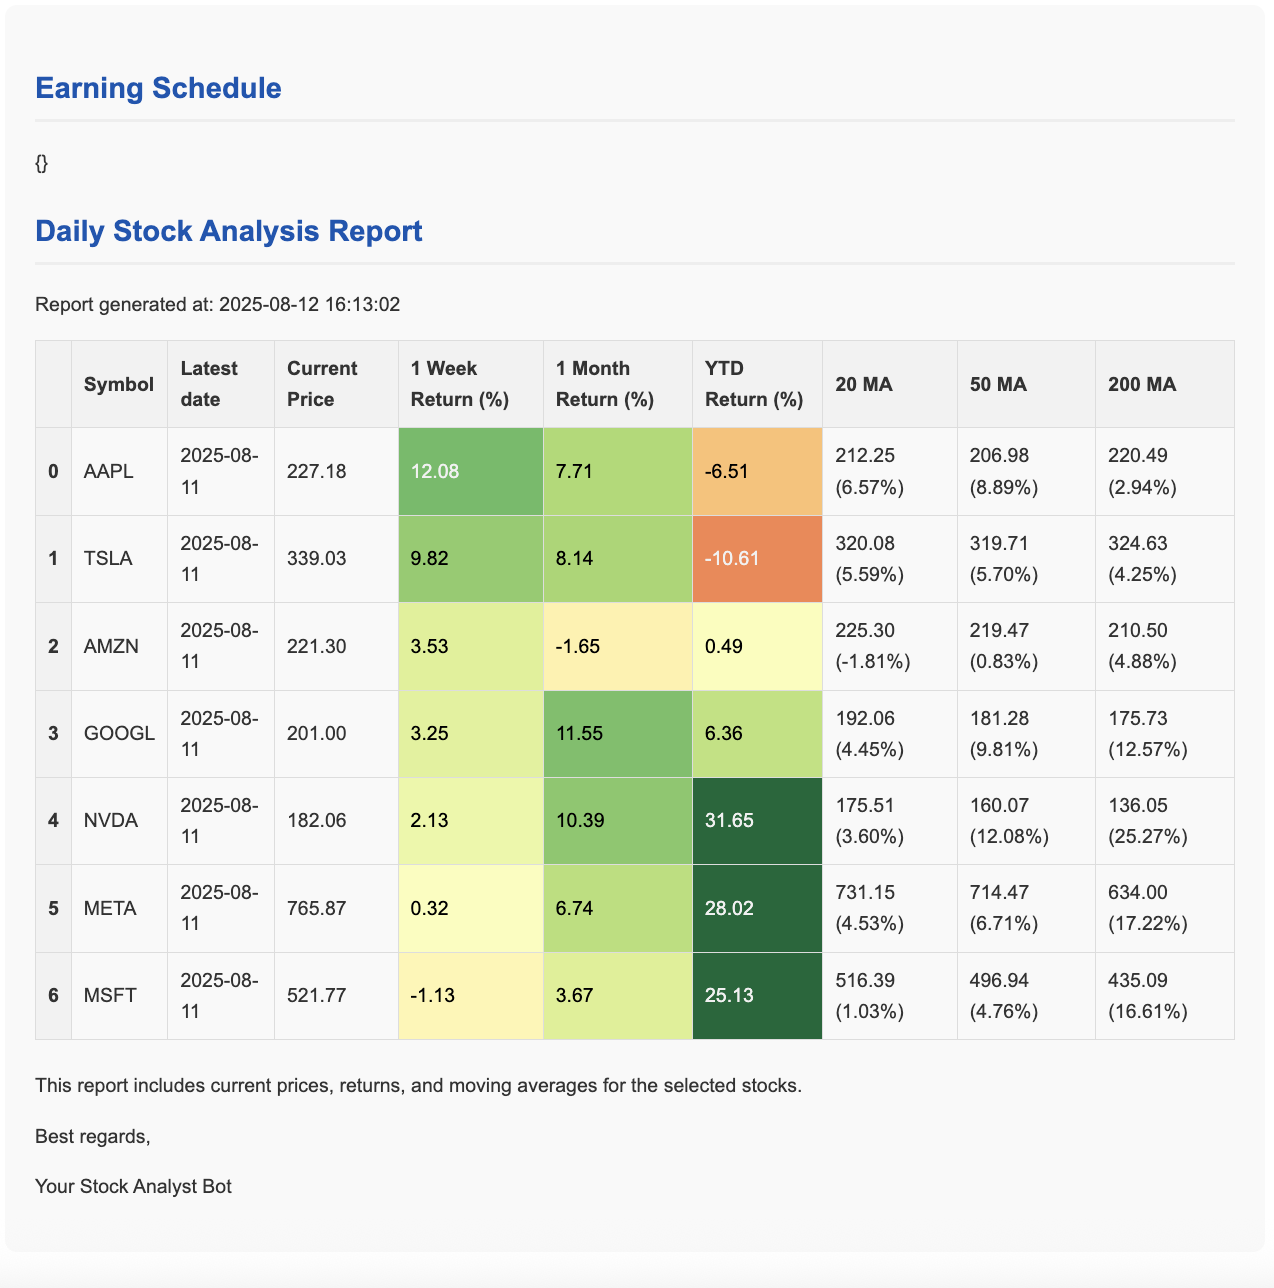 Earning Schedule
{}
Daily Stock Analysis Report
Report generated at: 2025-08-12 16:13:02
Symbol Latest date Current Price 1 Week Return (%) 1 Month Return (%) YTD Return (%) 20 MA 50 MA 200 MA
0 AAPL 2025-08-11 227.18 12.08 7.71 -6.51 212.25 (6.57%) 206.98 (8.89%) 220.49 (2.94%)
1 TSLA 2025-08-11 339.03 9.82 8.14 -10.61 320.08 (5.59%) 319.71 (5.70%) 324.63 (4.25%)
2 AMZN 2025-08-11 221.30 3.53 -1.65 0.49 225.30 (-1.81%) 219.47 (0.83%) 210.50 (4.88%)
3 GOOGL 2025-08-11 201.00 3.25 11.55 6.36 192.06 (4.45%) 181.28 (9.81%) 175.73 (12.57%)
4 NVDA 2025-08-11 182.06 2.13 10.39 31.65 175.51 (3.60%) 160.07 (12.08%) 136.05 (25.27%)
5 META 2025-08-11 765.87 0.32 6.74 28.02 731.15 (4.53%) 714.47 (6.71%) 634.00 (17.22%)
6 MSFT 2025-08-11 521.77 -1.13 3.67 25.13 516.39 (1.03%) 496.94 (4.76%) 435.09 (16.61%)
This report includes current prices, returns, and moving averages for the selected stocks.
Best regards,
Your Stock Analyst Bot